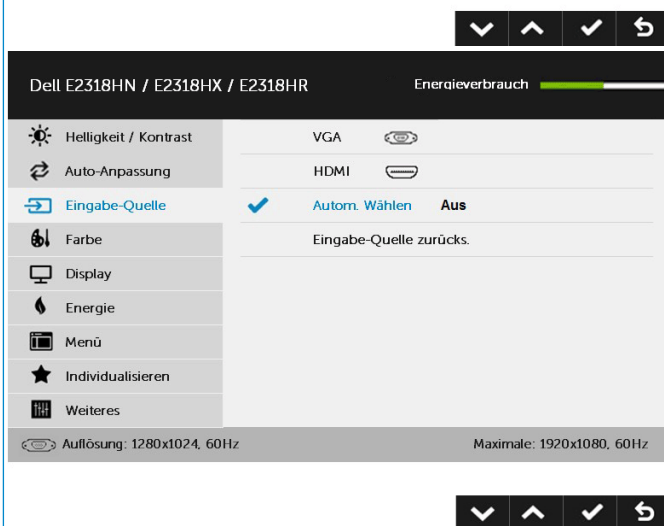 Dell E2318HN / E2318HX / E2318HR Energieverbrauch
Helligkeit / Kontrast VGA
Auto-Anpassung HDMI
Eingabe-Quelle Autom. Wählen Aus
Farbe Eingabe-Quelle zurücks.
Display
Energie
Menü
Individualisieren
Weiteres
Auflösung: 1280x1024, 60Hz Maximale: 1920x1080, 60Hz